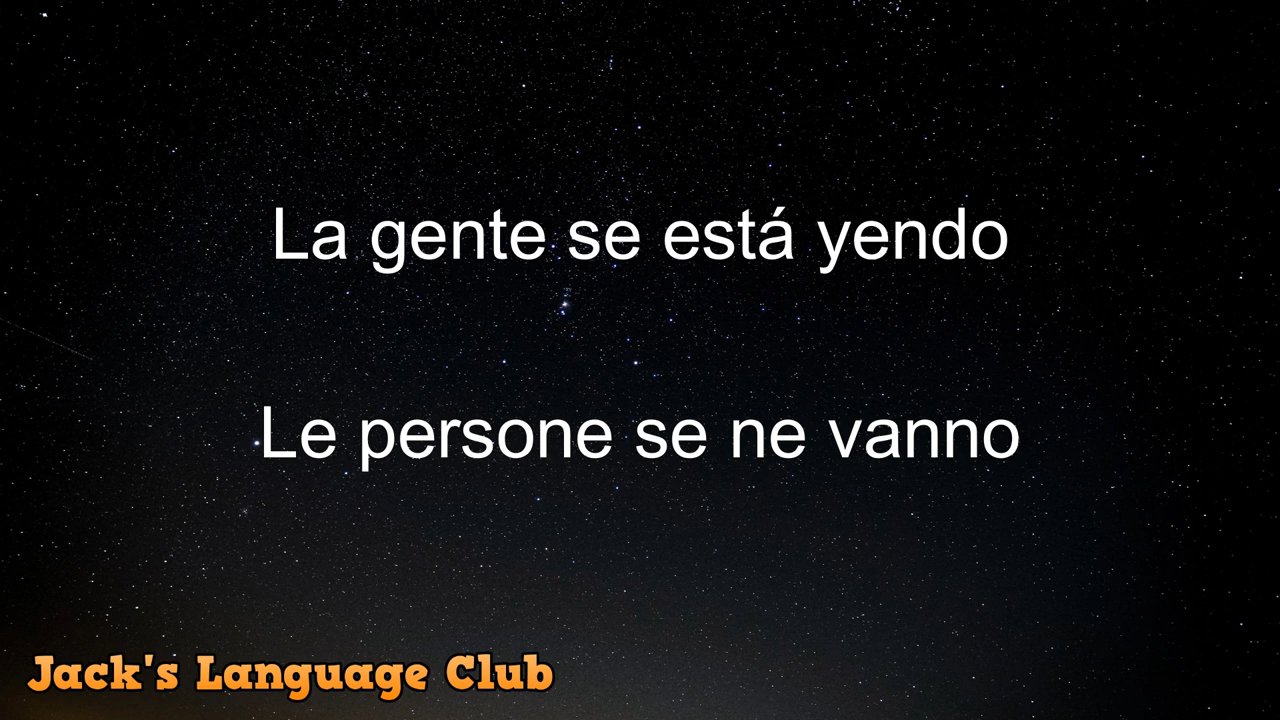 La gente se está yendo
Le persone se ne vanno
Jack's Language Club